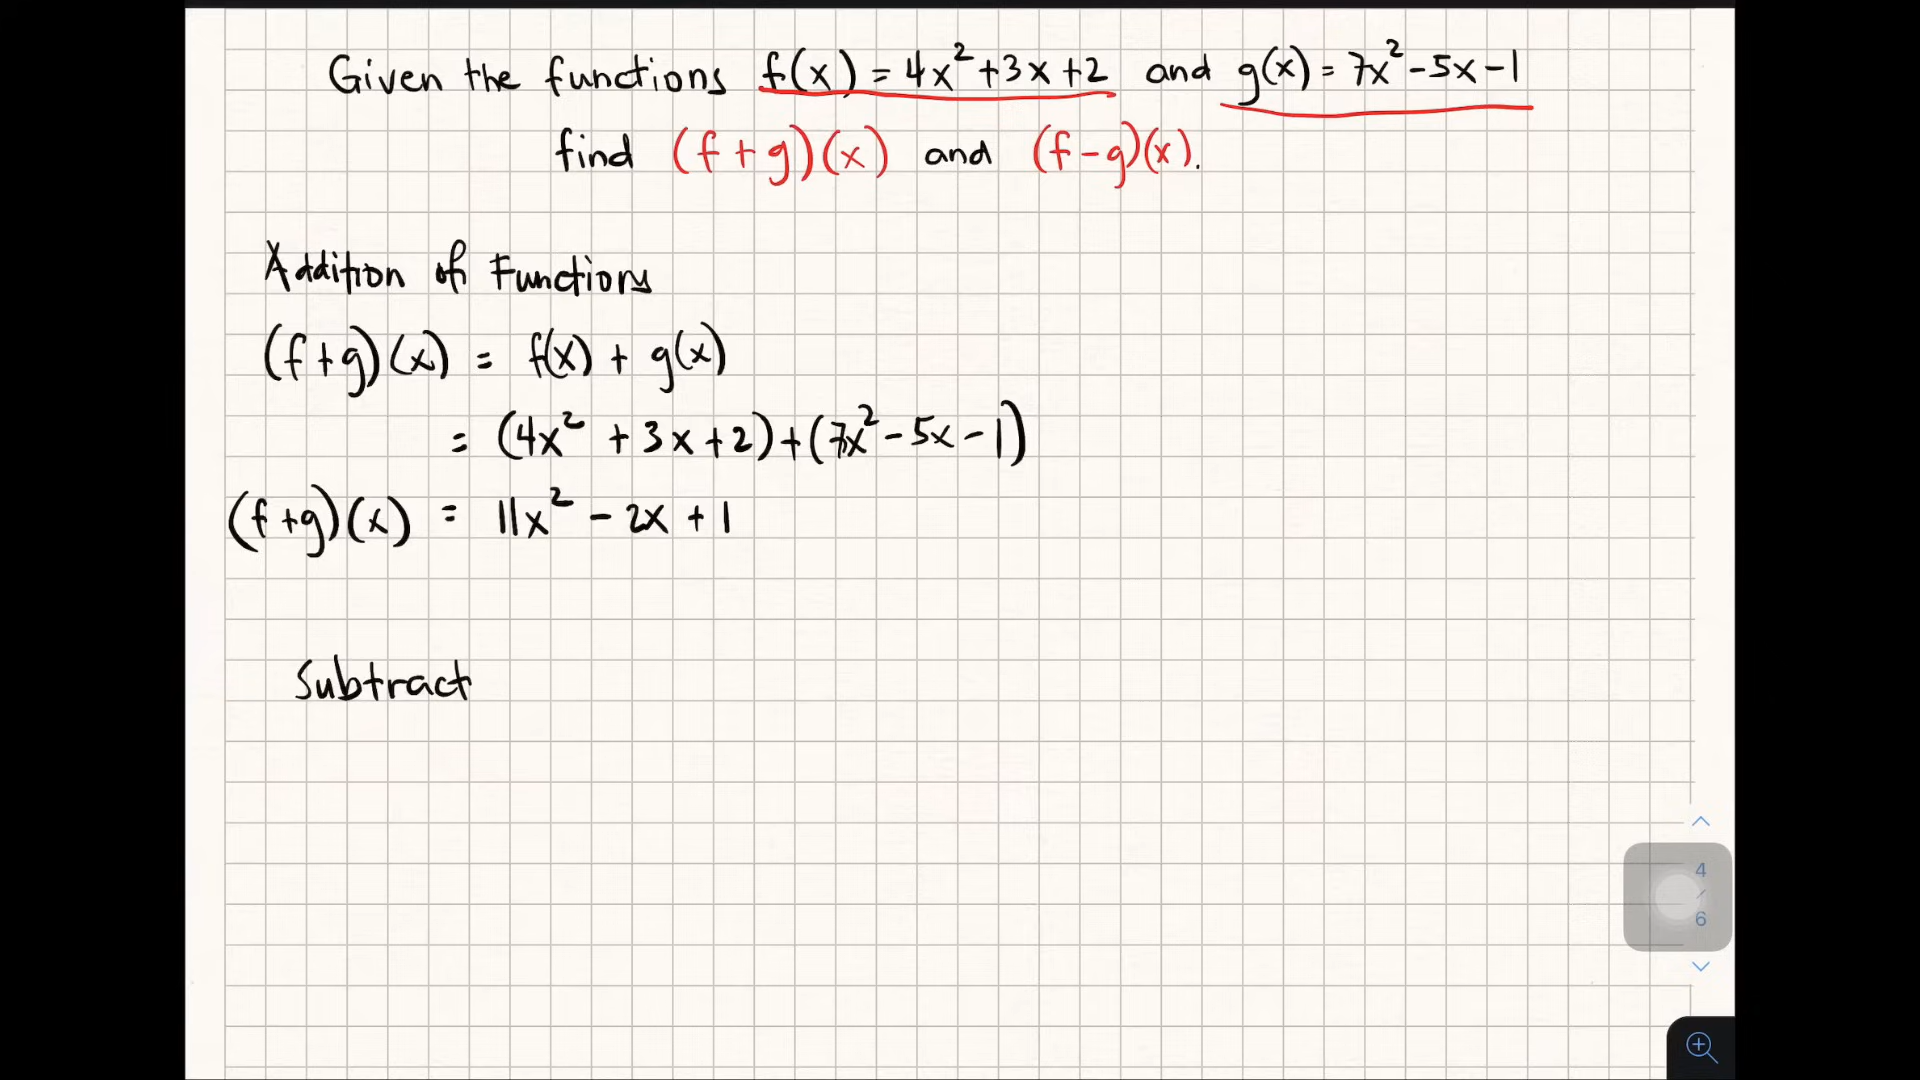 Given the functions f(x) = 4x² + 3x + 2 and g(x) = 7x² - 5x - 1
find (f + g)(x) and (f - g)(x).
Addition of Functions
(f + g)(x) = f(x) + g(x)
= (4x² + 3x + 2) + (7x² - 5x - 1)
(f + g)(x) = 11x² - 2x + 1
Subtract
4
/
6